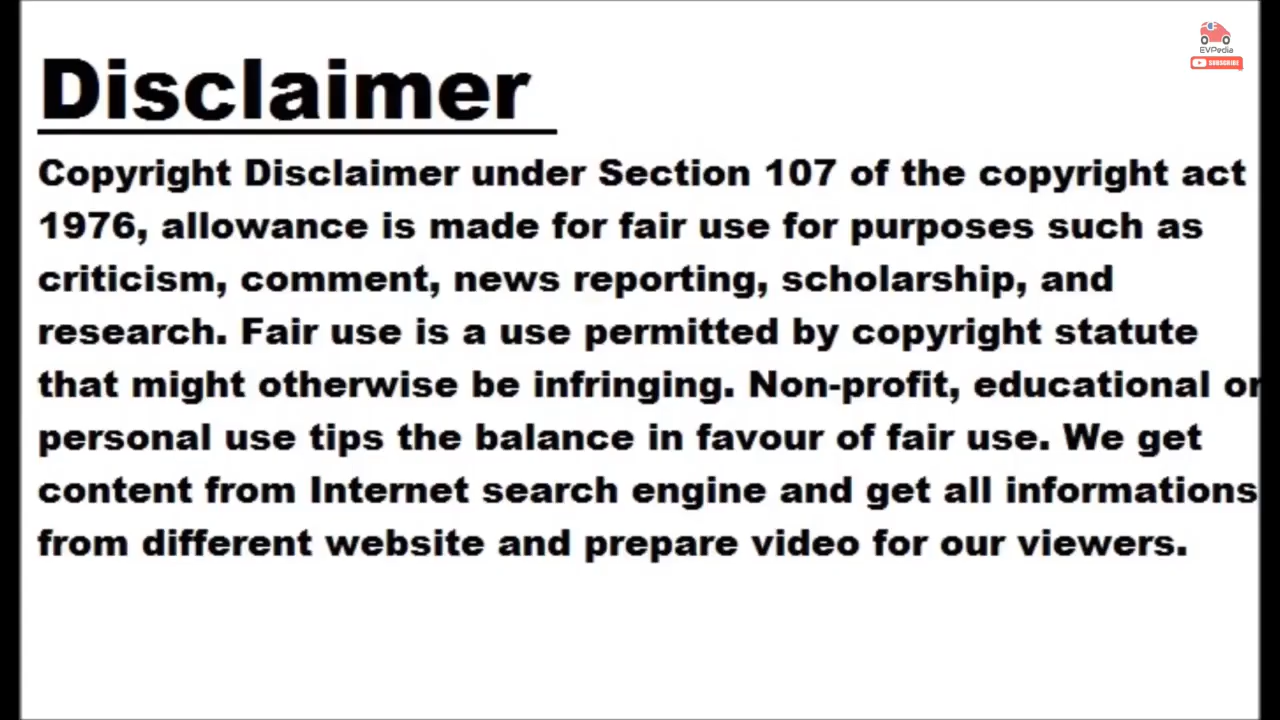 EVPedia
SUBSCRIBE
Disclaimer
Copyright Disclaimer under Section 107 of the copyright act
1976, allowance is made for fair use for purposes such as
criticism, comment, news reporting, scholarship, and
research. Fair use is a use permitted by copyright statute
that might otherwise be infringing. Non-profit, educational or
personal use tips the balance in favour of fair use. We get
content from Internet search engine and get all informations
from different website and prepare video for our viewers.